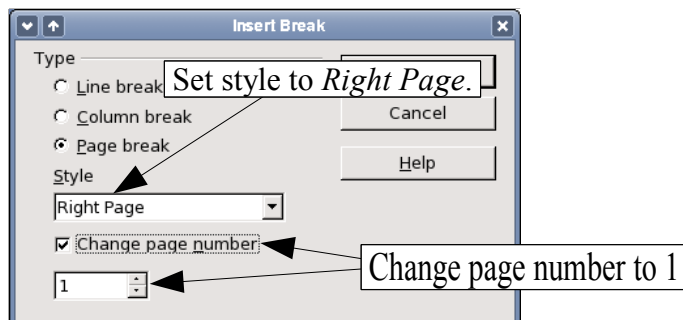 Insert Break
Type
Line break
Set style to Right Page.
Column break
Cancel
Page break
Help
Style
Right Page
Change page number
Change page number to 1
1